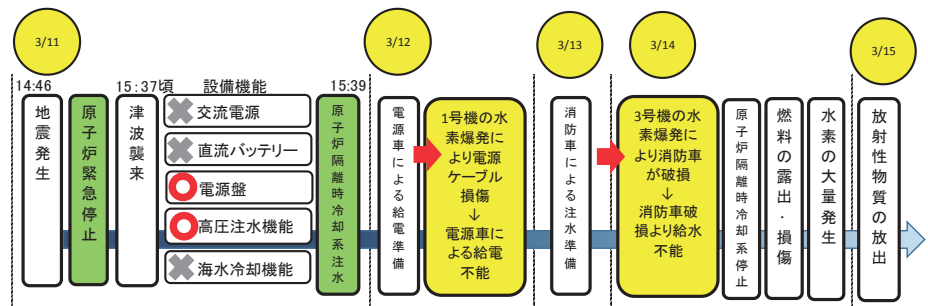 3/11
3/12
3/13
3/14
3/15
14:46
15:37頃
設備機能
15:39
地震発生
原子炉緊急停止
津波襲来
交流電源
直流バッテリー
電源盤
高圧注水機能
海水冷却機能
原子炉隔離時冷却系注水
電源車による給電準備
1号機の水
素爆発に
より電源
ケーブル
損傷
↓
電源車に
よる給電
不能
消防車による注水準備
3号機の水
素爆発に
より消防車
が破損
↓
消防車破
損より給水
不能
原子炉隔離時冷却系停止
燃料の露出・損傷
水素の大量発生
放射性物質の放出